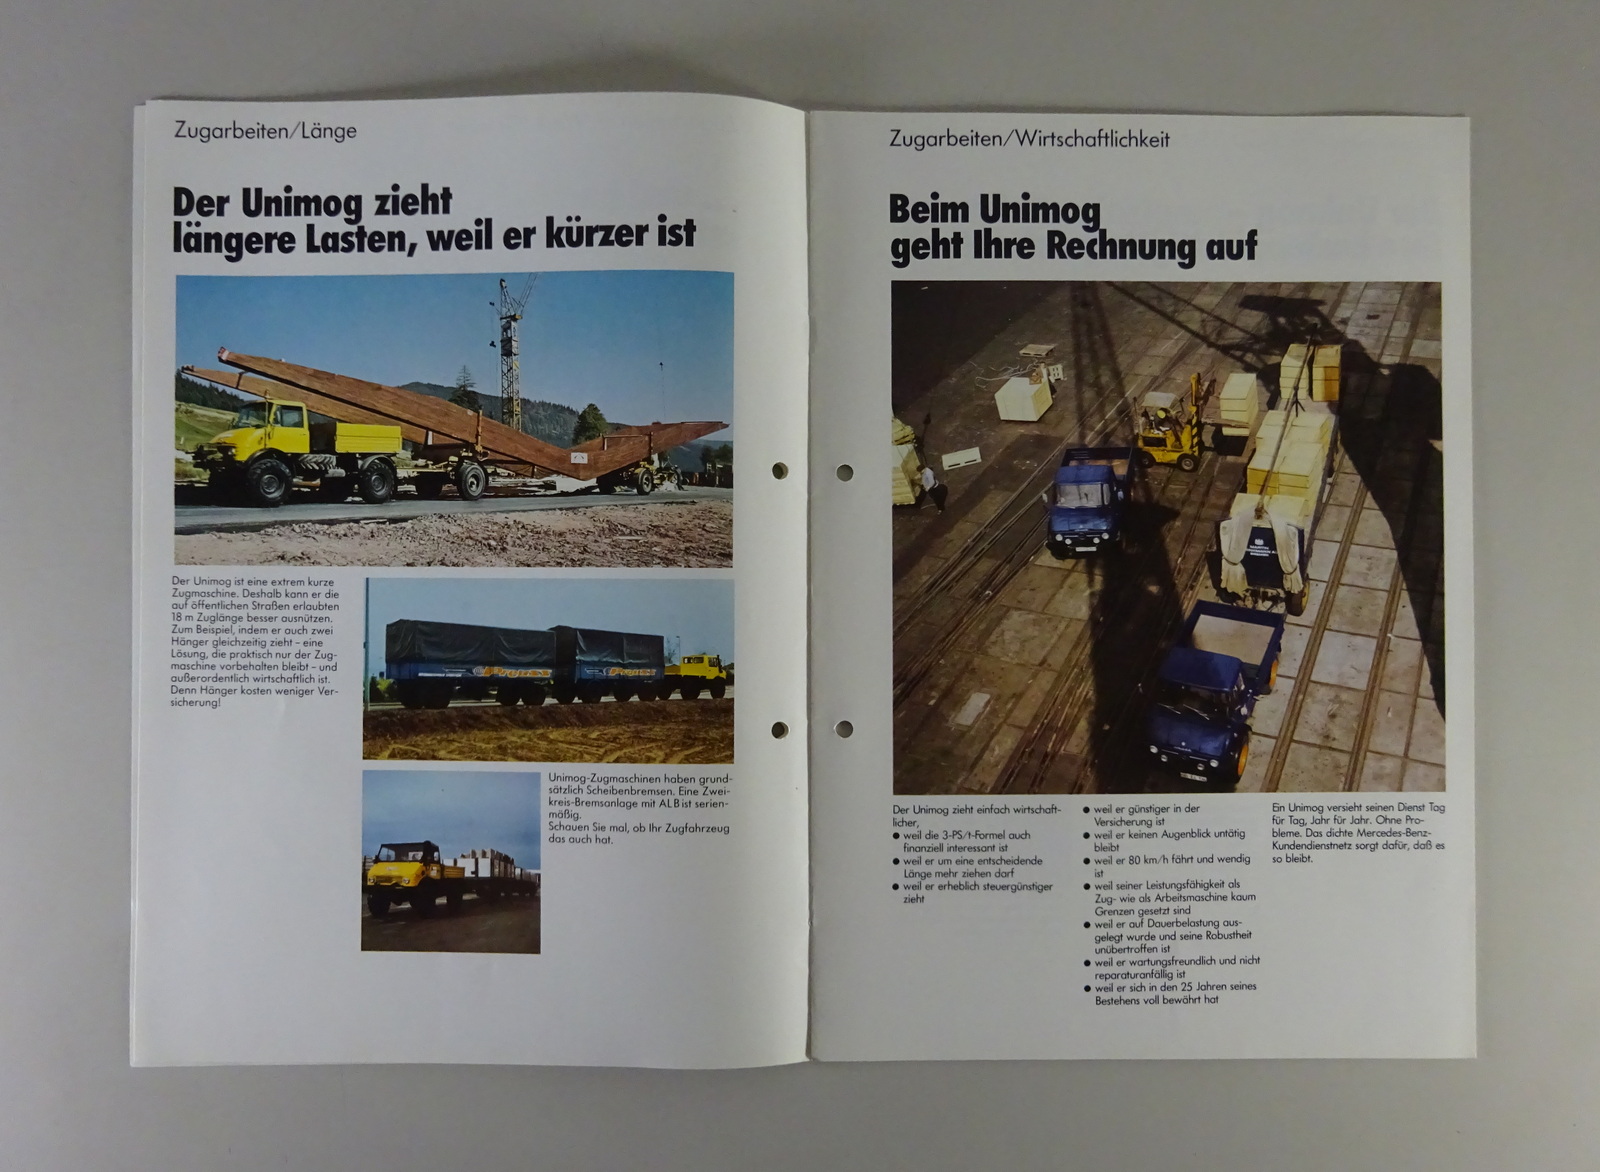 Zugarbeiten/Länge
Der Unimog zieht
längere Lasten, weil er kürzer ist
Der Unimog ist eine extrem kurze
Zugmaschine. Deshalb kann er die
auf öffentlichen Straßen erlaubten
18 m Zuglänge besser ausnützen.
Zum Beispiel, indem er auch zwei
Hänger gleichzeitig zieht – eine
Lösung, die praktisch nur der Zug-
maschine vorbehalten bleibt – und
außerordentlich wirtschaftlich ist.
Denn Hänger kosten weniger Ver-
sicherung!
Unimog-Zugmaschinen haben grund-
sätzlich Scheibenbremsen. Eine Zwei-
kreis-Bremsanlage mit ALB ist serien-
mäßig.
Schauen Sie mal, ob Ihr Zugfahrzeug
das auch hat.
Zugarbeiten/Wirtschaftlichkeit
Beim Unimog
geht Ihre Rechnung auf
Der Unimog zieht einfach wirtschaft-
licher,
● weil die 3-PS/t-Formel auch
finanziell interessant ist
● weil er um eine entscheidende
Länge mehr ziehen darf
● weil er erheblich steuergünstiger
zieht
● weil er günstiger in der
Versicherung ist
● weil er keinen Augenblick untätig
bleibt
● weil er 80 km/h fährt und wendig
ist
● weil seiner Leistungsfähigkeit als
Zug- wie als Arbeitsmaschine kaum
Grenzen gesetzt sind
● weil er auf Dauerbelastung aus-
gelegt wurde und seine Robustheit
unübertroffen ist
● weil er wartungsfreundlich und nicht
reparaturanfällig ist
● weil er sich in den 25 Jahren seines
Bestehens voll bewährt hat
Ein Unimog versieht seinen Dienst Tag
für Tag, Jahr für Jahr. Ohne Pro-
bleme. Das dichte Mercedes-Benz-
Kundendienstnetz sorgt dafür, daß es
so bleibt.